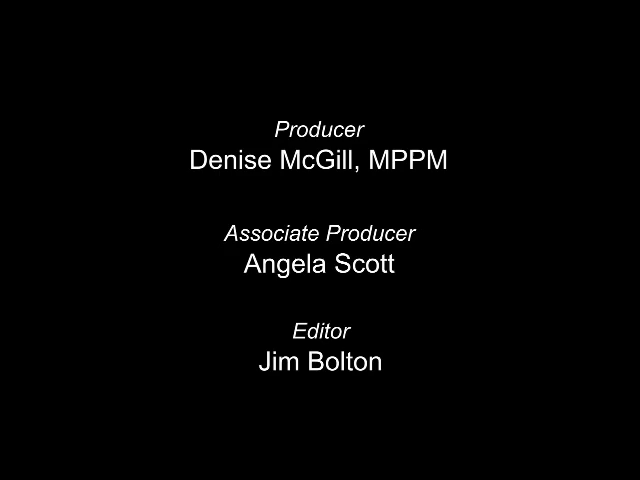 Producer
Denise McGill, MPPM
Associate Producer
Angela Scott
Editor
Jim Bolton